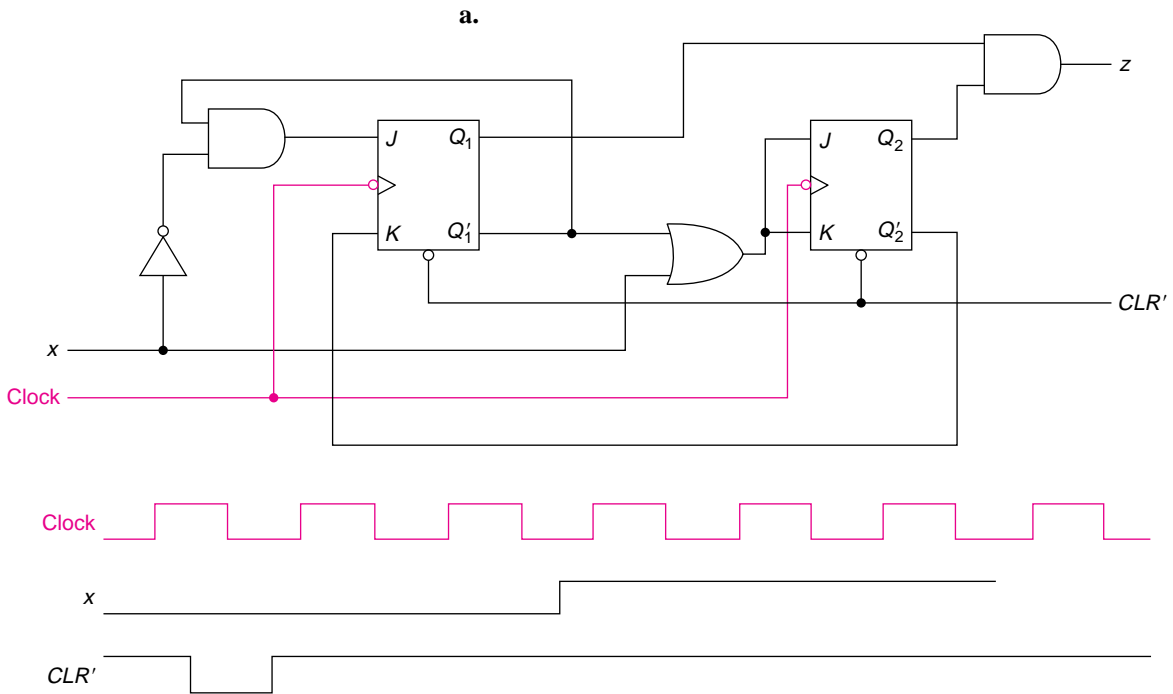 a.
z
J Q₁ J Q₂
K Q₁′ K Q₂′
CLR′
x
Clock
Clock
x
CLR′